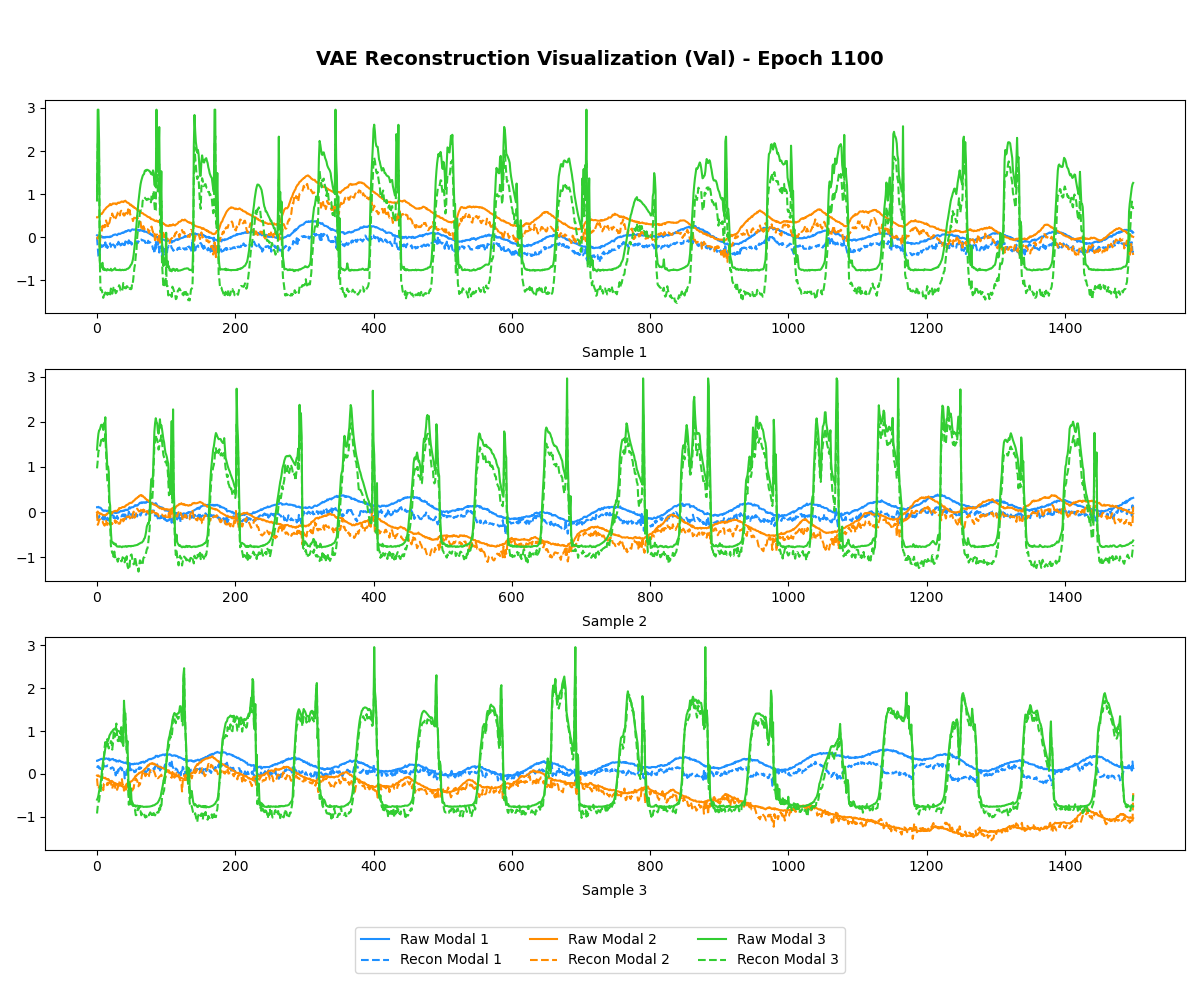 VAE Reconstruction Visualization (Val) - Epoch 1100
3
2
1
0
−1
0 200 400 600 800 1000 1200 1400
Sample 1
3
2
1
0
−1
0 200 400 600 800 1000 1200 1400
Sample 2
3
2
1
0
−1
0 200 400 600 800 1000 1200 1400
Sample 3
Raw Modal 1 Raw Modal 2 Raw Modal 3
Recon Modal 1 Recon Modal 2 Recon Modal 3